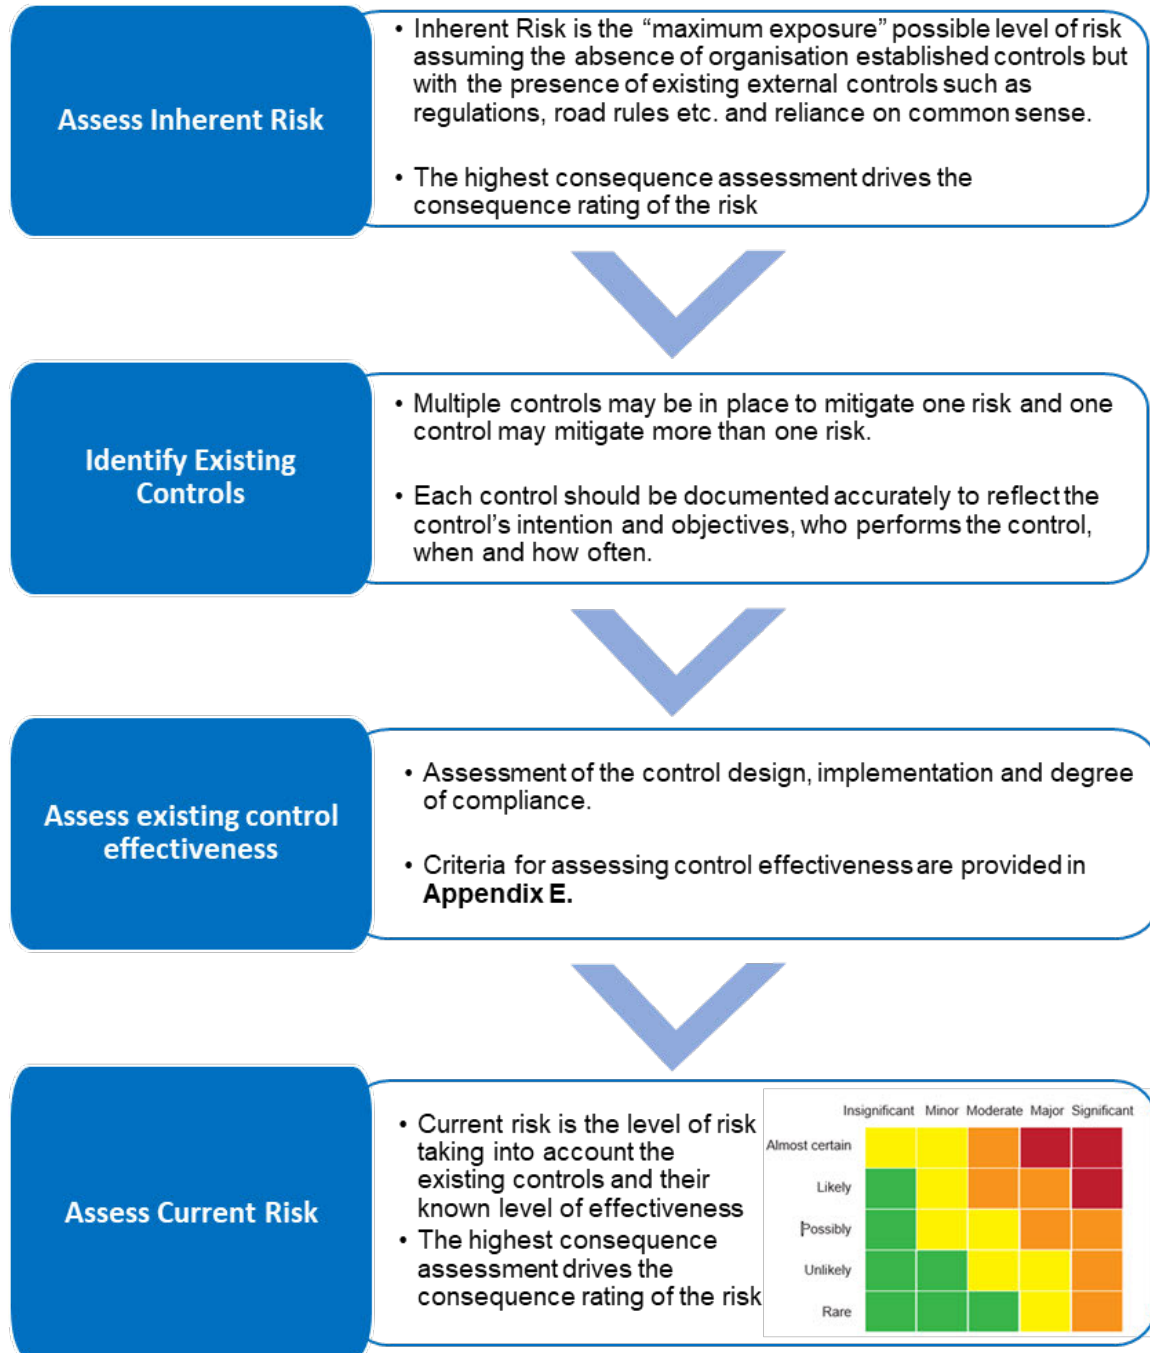 Assess Inherent Risk
• Inherent Risk is the “maximum exposure” possible level of risk
assuming the absence of organisation established controls but
with the presence of existing external controls such as
regulations, road rules etc. and reliance on common sense.
• The highest consequence assessment drives the
consequence rating of the risk
Identify Existing
Controls
• Multiple controls may be in place to mitigate one risk and one
control may mitigate more than one risk.
• Each control should be documented accurately to reflect the
control’s intention and objectives, who performs the control,
when and how often.
Assess existing control
effectiveness
• Assessment of the control design, implementation and degree
of compliance.
• Criteria for assessing control effectiveness are provided in
Appendix E.
Assess Current Risk
• Current risk is the level of risk
taking into account the
existing controls and their
known level of effectiveness
• The highest consequence
assessment drives the
consequence rating of the risk
Insignificant Minor Moderate Major Significant
Almost certain
Likely
Possibly
Unlikely
Rare